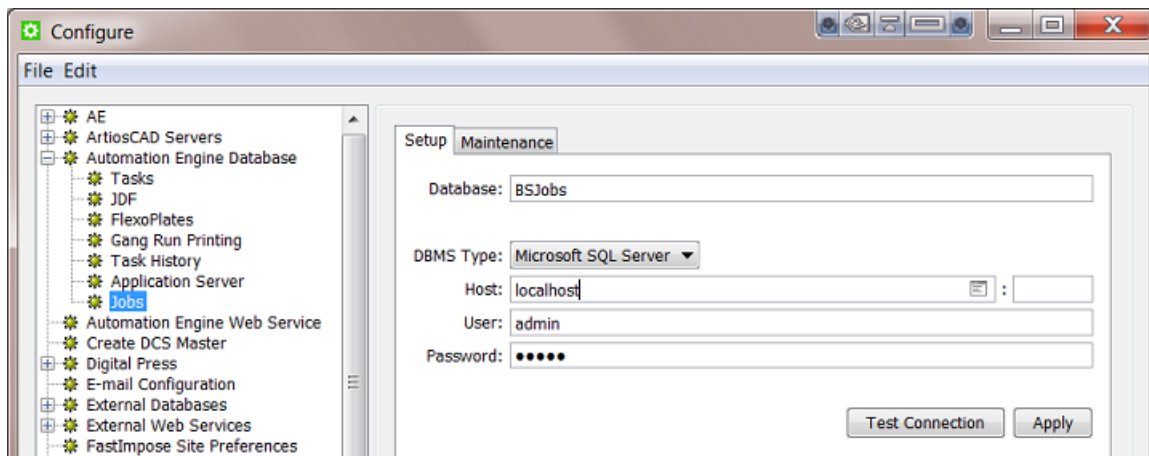 Configure
File Edit
AE
ArtiosCAD Servers
Automation Engine Database
Tasks
JDF
FlexoPlates
Gang Run Printing
Task History
Application Server
Jobs
Automation Engine Web Service
Create DCS Master
Digital Press
E-mail Configuration
External Databases
External Web Services
FastImpose Site Preferences
Setup Maintenance
Database: BSJobs
DBMS Type: Microsoft SQL Server
Host: localhost :
User: admin
Password: •••••
Test Connection Apply